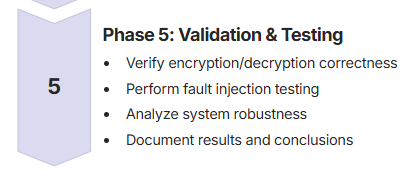 Phase 5: Validation & Testing
5
• Verify encryption/decryption correctness
• Perform fault injection testing
• Analyze system robustness
• Document results and conclusions